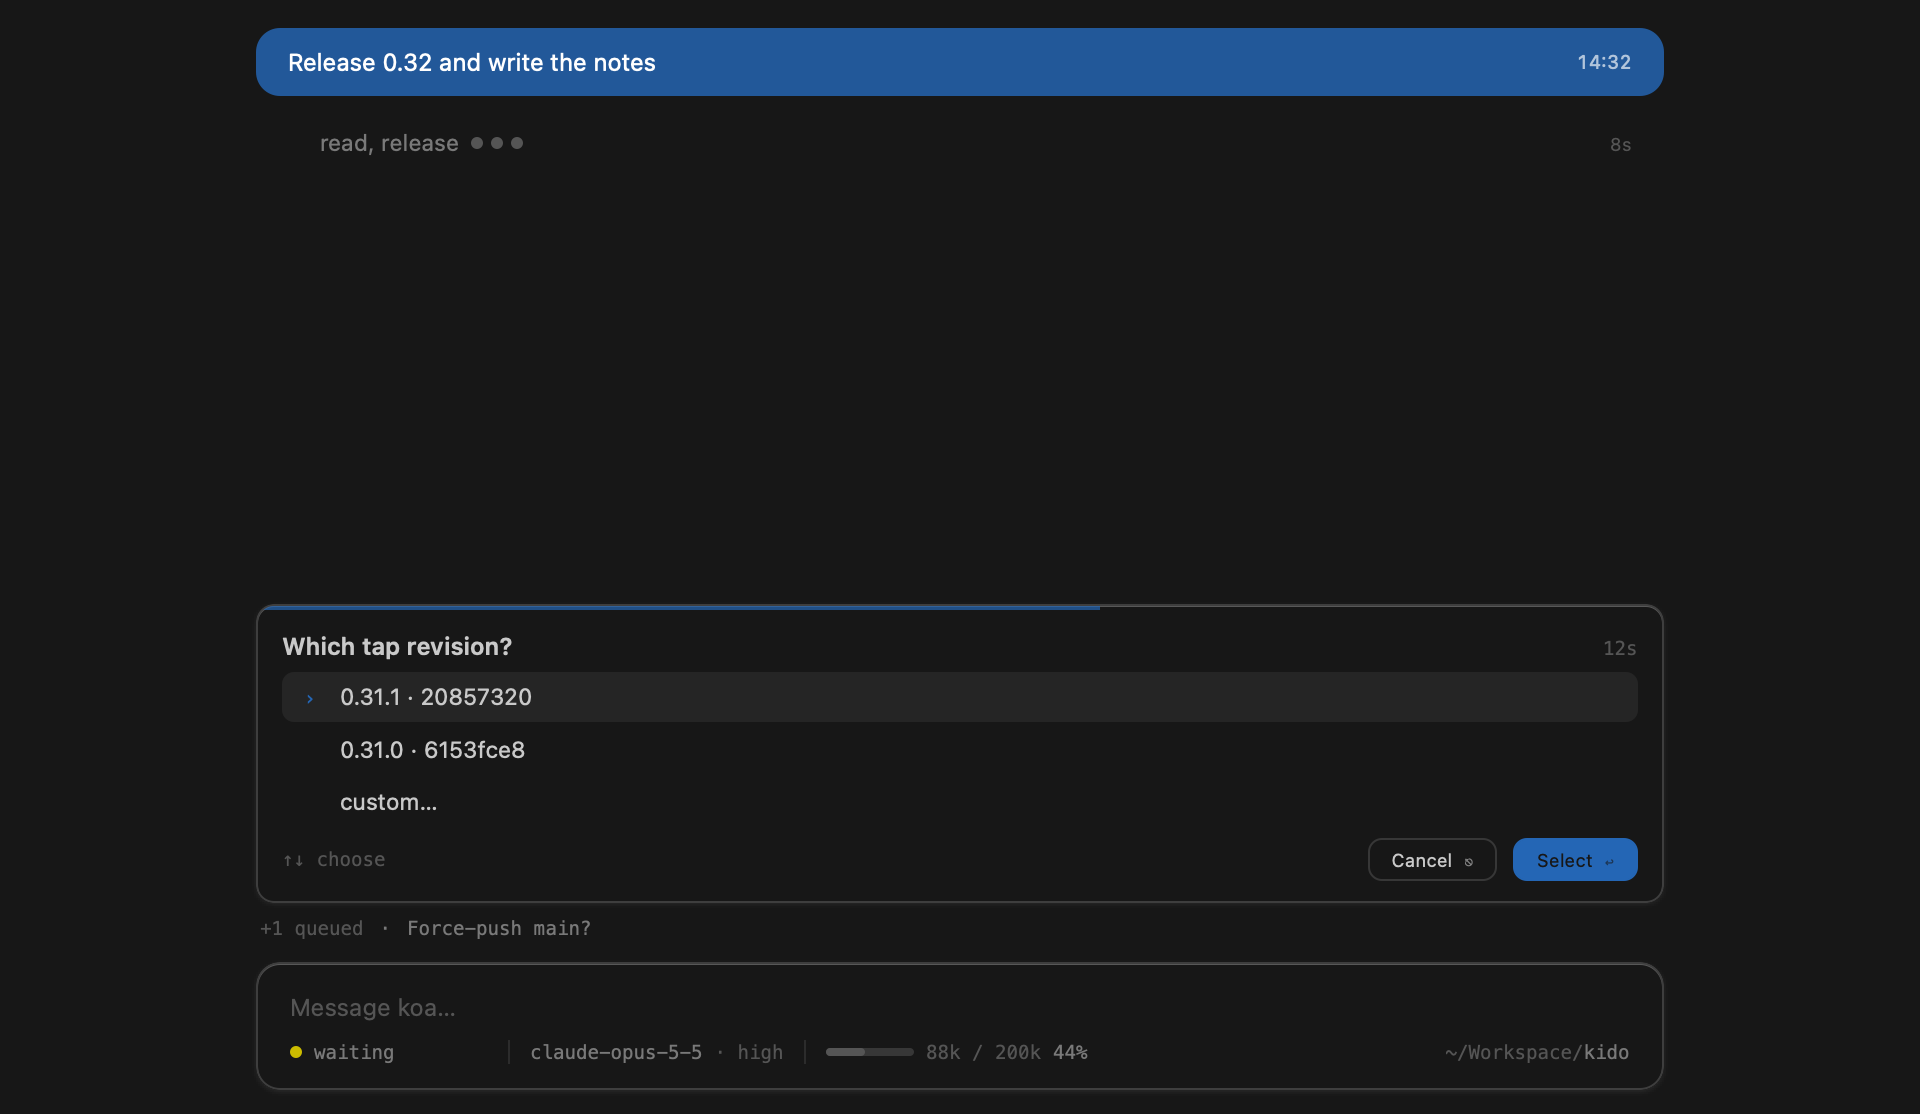 Release 0.32 and write the notes 14:32
read, release 8s
Which tap revision? 12s
› 0.31.1 · 20857320
0.31.0 · 6153fce8
custom…
↑↓ choose Cancel ⎋ Select ↩
+1 queued · Force-push main?
Message koa…
waiting claude-opus-5-5 · high 88k / 200k 44% ~/Workspace/kido